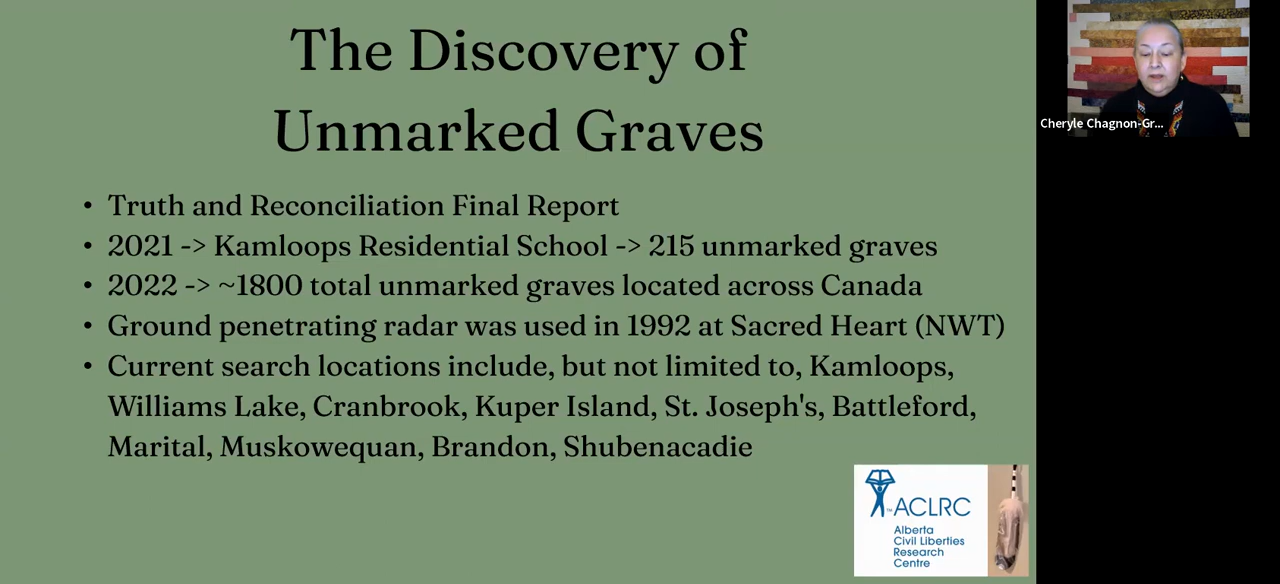 The Discovery of
Unmarked Graves
• Truth and Reconciliation Final Report
• 2021 -> Kamloops Residential School -> 215 unmarked graves
• 2022 -> ~1800 total unmarked graves located across Canada
• Ground penetrating radar was used in 1992 at Sacred Heart (NWT)
• Current search locations include, but not limited to, Kamloops,
Williams Lake, Cranbrook, Kuper Island, St. Joseph's, Battleford,
Marital, Muskowequan, Brandon, Shubenacadie
ACLRC
Alberta
Civil Liberties
Research
Centre
Cheryle Chagnon-Gr...